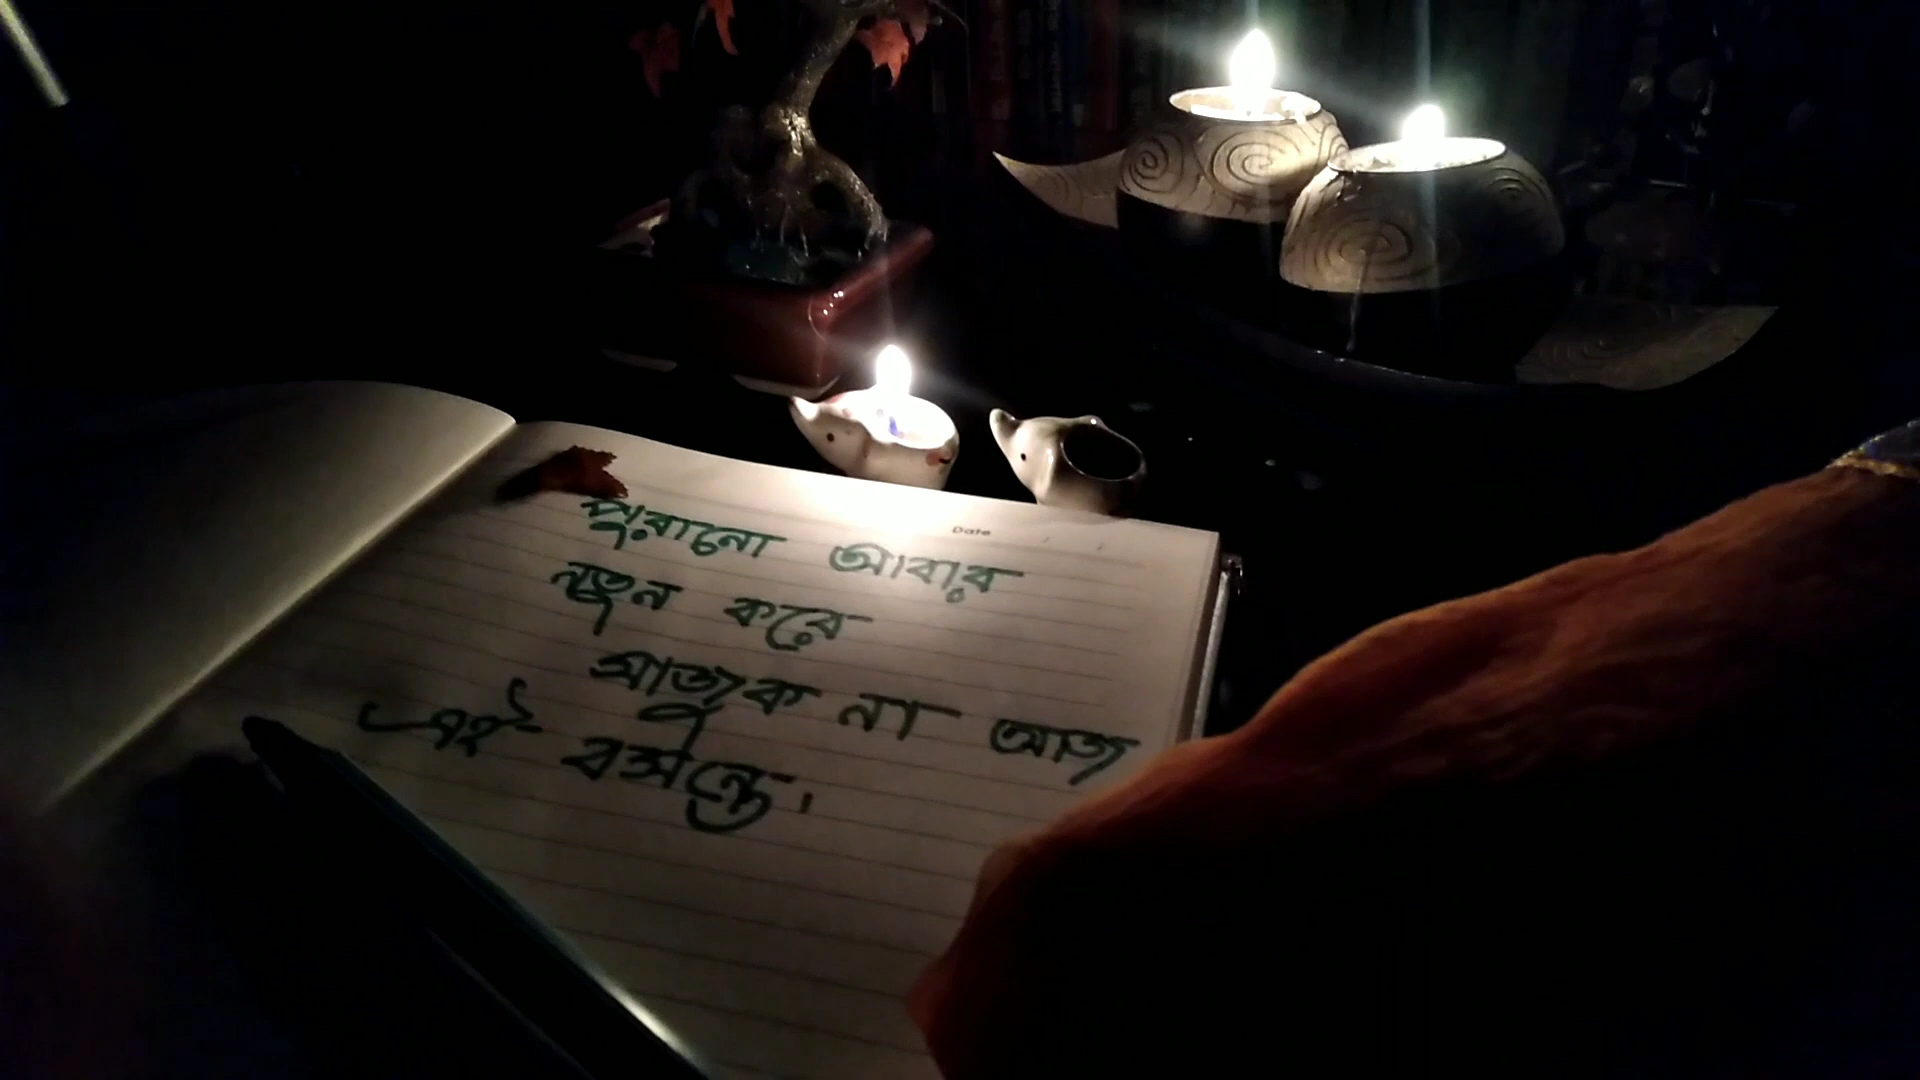 Date
পুরানো আবার
নতুন করে
সাজুক না আজ
এই বসন্তে।